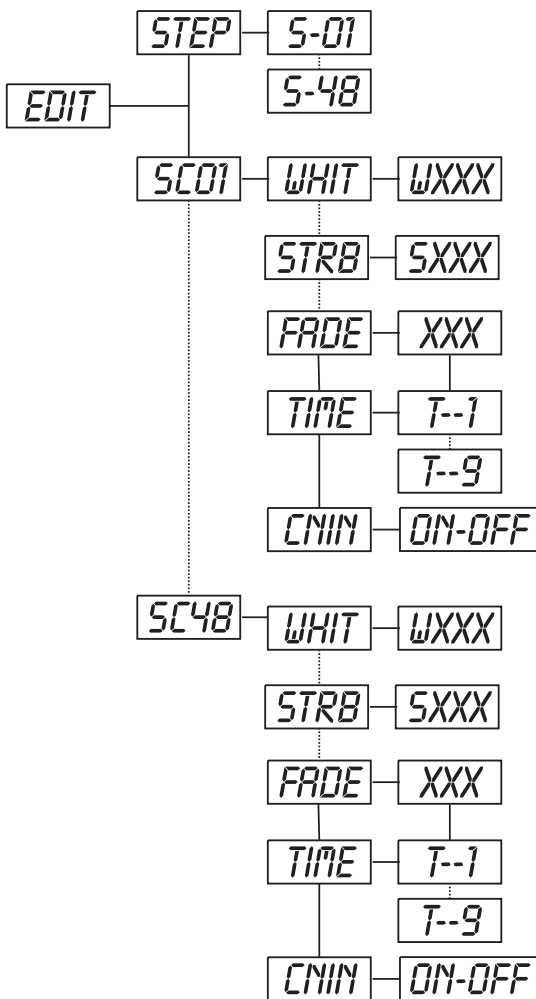 STEP S-01
S-48
EDIT
SC01 WHIT WXXX
STRB SXXX
FADE XXX
TIME T--1
T--9
CNIN ON-OFF
SC48 WHIT WXXX
STRB SXXX
FADE XXX
TIME T--1
T--9
CNIN ON-OFF